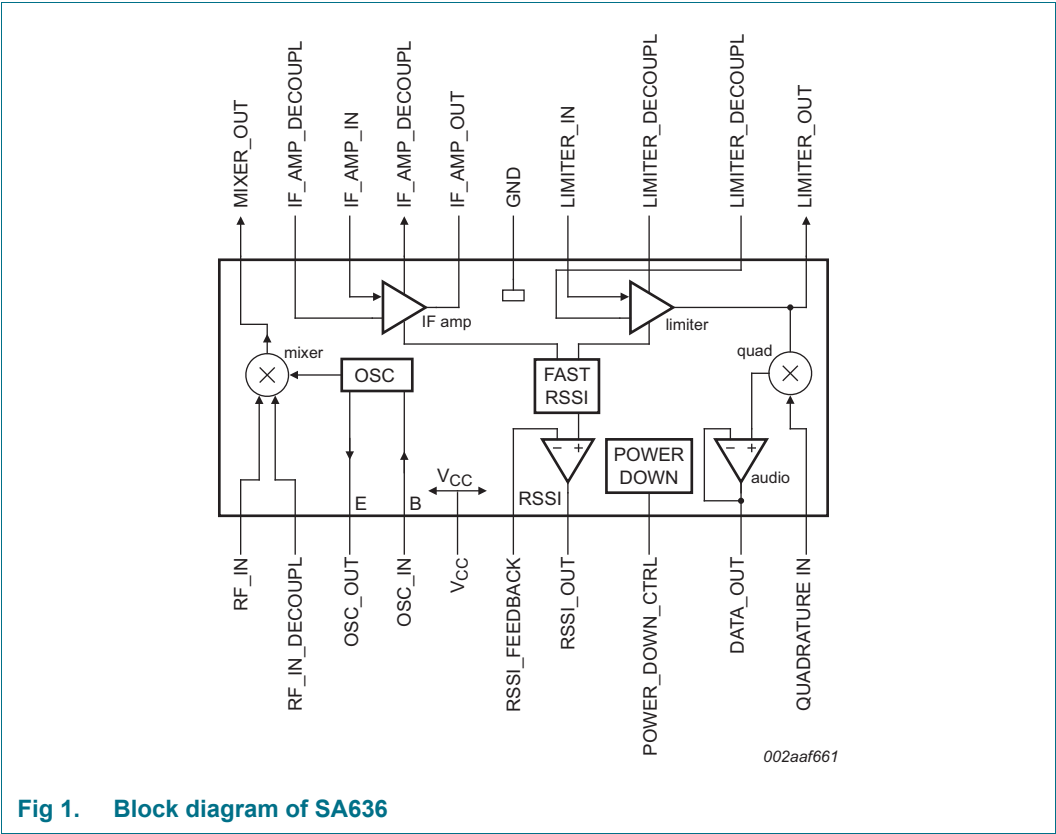 MIXER_OUT
IF_AMP_DECOUPL
IF_AMP_IN
IF_AMP_DECOUPL
IF_AMP_OUT
GND
LIMITER_IN
LIMITER_DECOUPL
LIMITER_DECOUPL
LIMITER_OUT
IF amp
limiter
mixer
quad
OSC
FAST
RSSI
− +
− +
POWER
DOWN
audio
VCC
RSSI
E
B
RF_IN
RF_IN_DECOUPL
OSC_OUT
OSC_IN
VCC
RSSI_FEEDBACK
RSSI_OUT
POWER_DOWN_CTRL
DATA_OUT
QUADRATURE IN
002aaf661
Fig 1. Block diagram of SA636